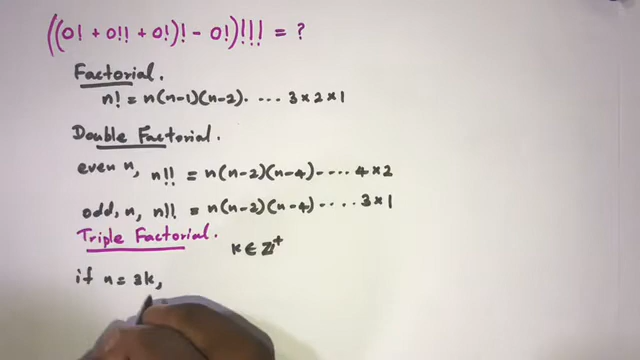 ((0! + 0!! + 0!)! - 0!)!!! = ?
Factorial.
n! = n(n-1)(n-2). .... 3×2×1
Double Factorial.
even n, n!! = n(n-2)(n-4)-.... 4×2
odd, n, n!! = n(n-2)(n-4)-.... 3×1
Triple Factorial.
k ∈ Z⁺
if n = 3k,